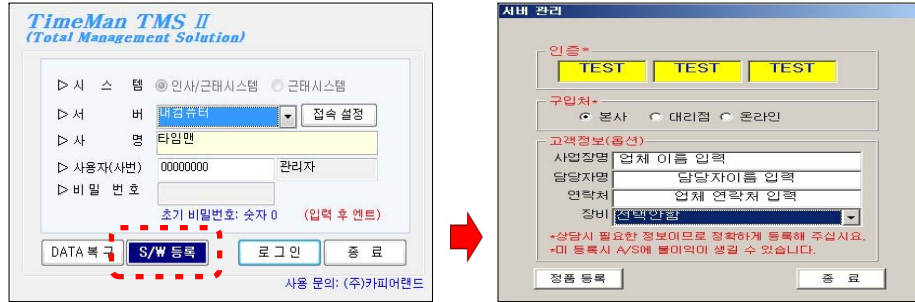 TimeMan TMS II
(Total Management Solution)
▷ 시 스 템 인사/근태시스템 근태시스템
▷ 서 버 내컴퓨터 접속 설정
▷ 사 명 타임맨
▷ 사용자(사번) 00000000 관리자
▷ 비 밀 번 호
초기 비밀번호: 숫자 0 (입력 후 엔트)
DATA 복 구 S/W 등록 로 그 인 종 료
사용 문의: (주)카피어랜드
서버 관리
인증*
TEST TEST TEST
구입처*
본사 대리점 온라인
고객정보(옵션)
사업장명 업체 이름 입력
담당자명 담당자이름 입력
연락처 업체 연락처 입력
장비 선택안함
*상담시 필요한 정보이므로 정확하게 등록해 주십시요.
*미 등록시 A/S에 불이익이 생길 수 있습니다.
정품 등록 종 료